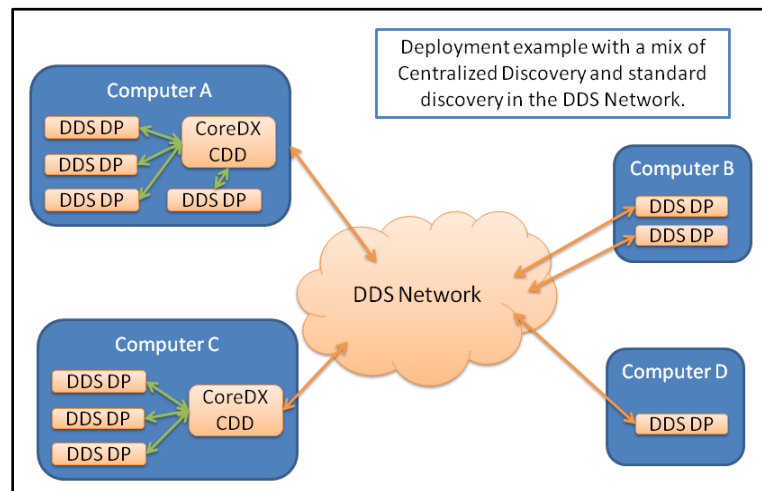 Deployment example with a mix of
Centralized Discovery and standard
discovery in the DDS Network.
Computer A
DDS DP
DDS DP
DDS DP
CoreDX
CDD
DDS DP
Computer B
DDS DP
DDS DP
DDS Network
Computer C
DDS DP
DDS DP
DDS DP
CoreDX
CDD
Computer D
DDS DP